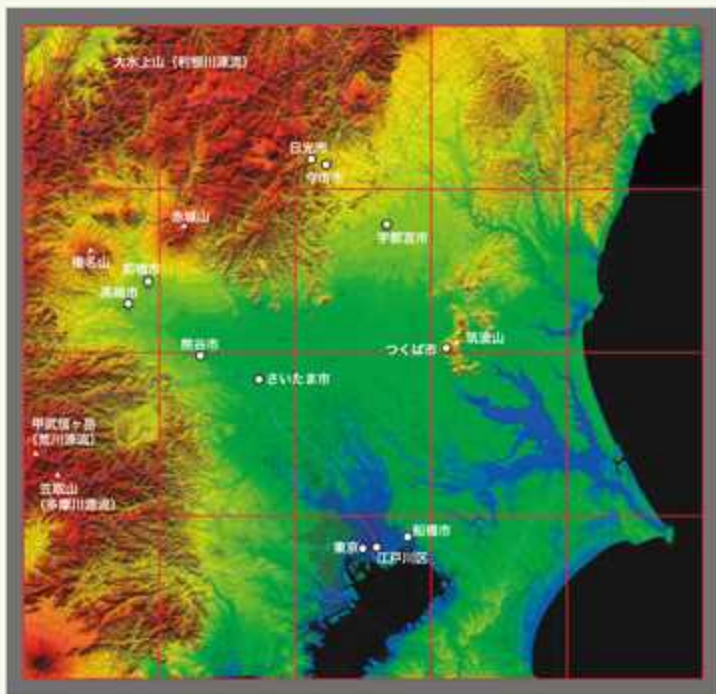 大水上山（利根川源流）
日光市
今市市
赤城山
宇都宮市
榛名山
前橋市
高崎市
熊谷市
つくば市
筑波山
さいたま市
甲武信ヶ岳
（荒川源流）
笠取山
（多摩川源流）
船橋市
東京
江戸川区